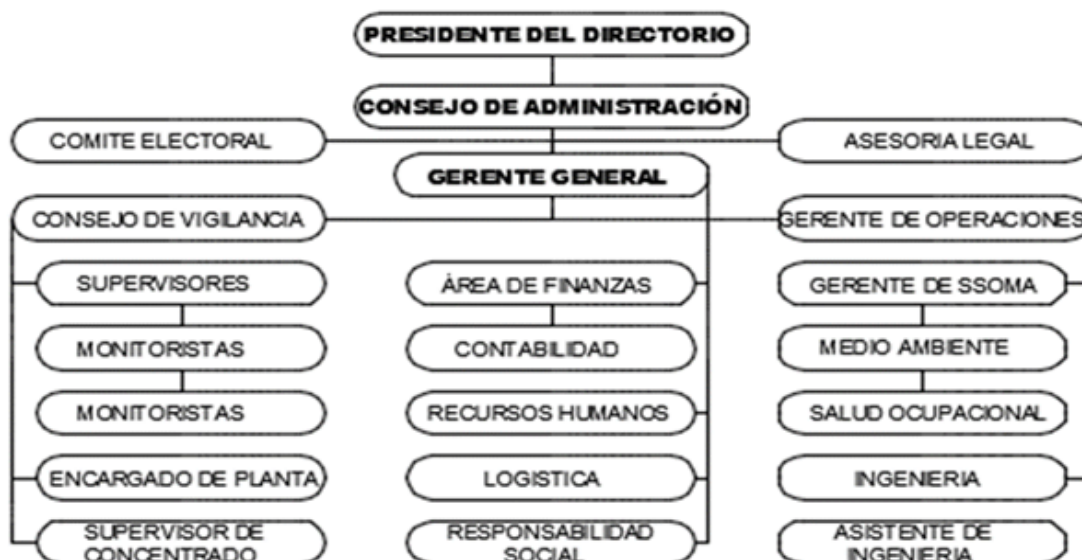 PRESIDENTE DEL DIRECTORIO
CONSEJO DE ADMINISTRACIÓN
COMITE ELECTORAL
ASESORIA LEGAL
GERENTE GENERAL
CONSEJO DE VIGILANCIA
GERENTE DE OPERACIONES
SUPERVISORES
ÁREA DE FINANZAS
GERENTE DE SSOMA
MONITORISTAS
CONTABILIDAD
MEDIO AMBIENTE
MONITORISTAS
RECURSOS HUMANOS
SALUD OCUPACIONAL
ENCARGADO DE PLANTA
LOGISTICA
INGENIERIA
SUPERVISOR DE
CONCENTRADO
RESPONSABILIDAD
SOCIAL
ASISTENTE DE
INGENIERIA